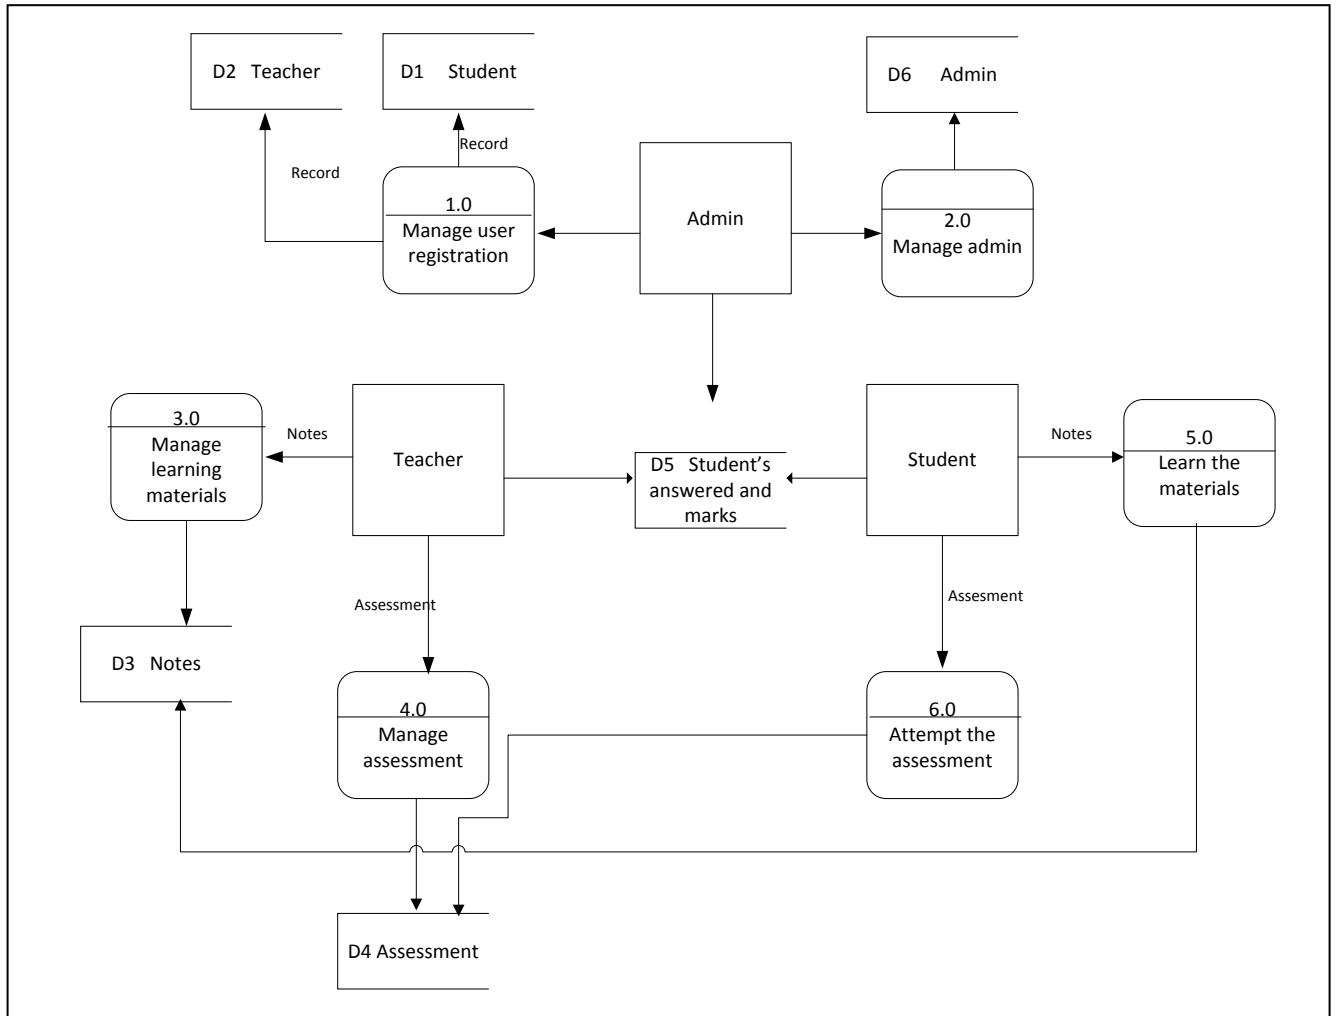 D2 Teacher
D1 Student
D6 Admin
Record
Record
1.0
Manage user
registration
Admin
2.0
Manage admin
3.0
Manage
learning
materials
Notes
Teacher
D5 Student's
answered and
marks
Student
Notes
5.0
Learn the
materials
Assessment
Assesment
D3 Notes
4.0
Manage
assessment
6.0
Attempt the
assessment
D4 Assessment